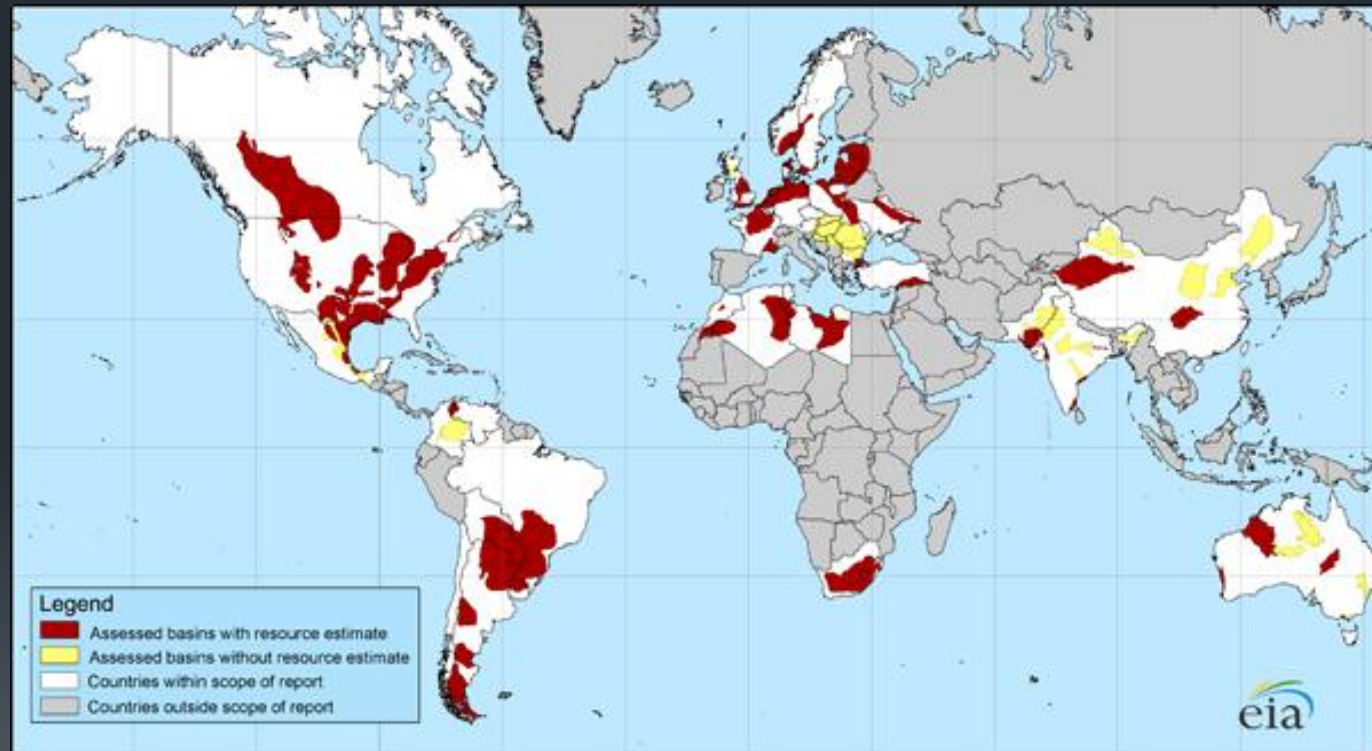 Legend
Assessed basins with resource estimate
Assessed basins without resource estimate
Countries within scope of report
Countries outside scope of report
eia